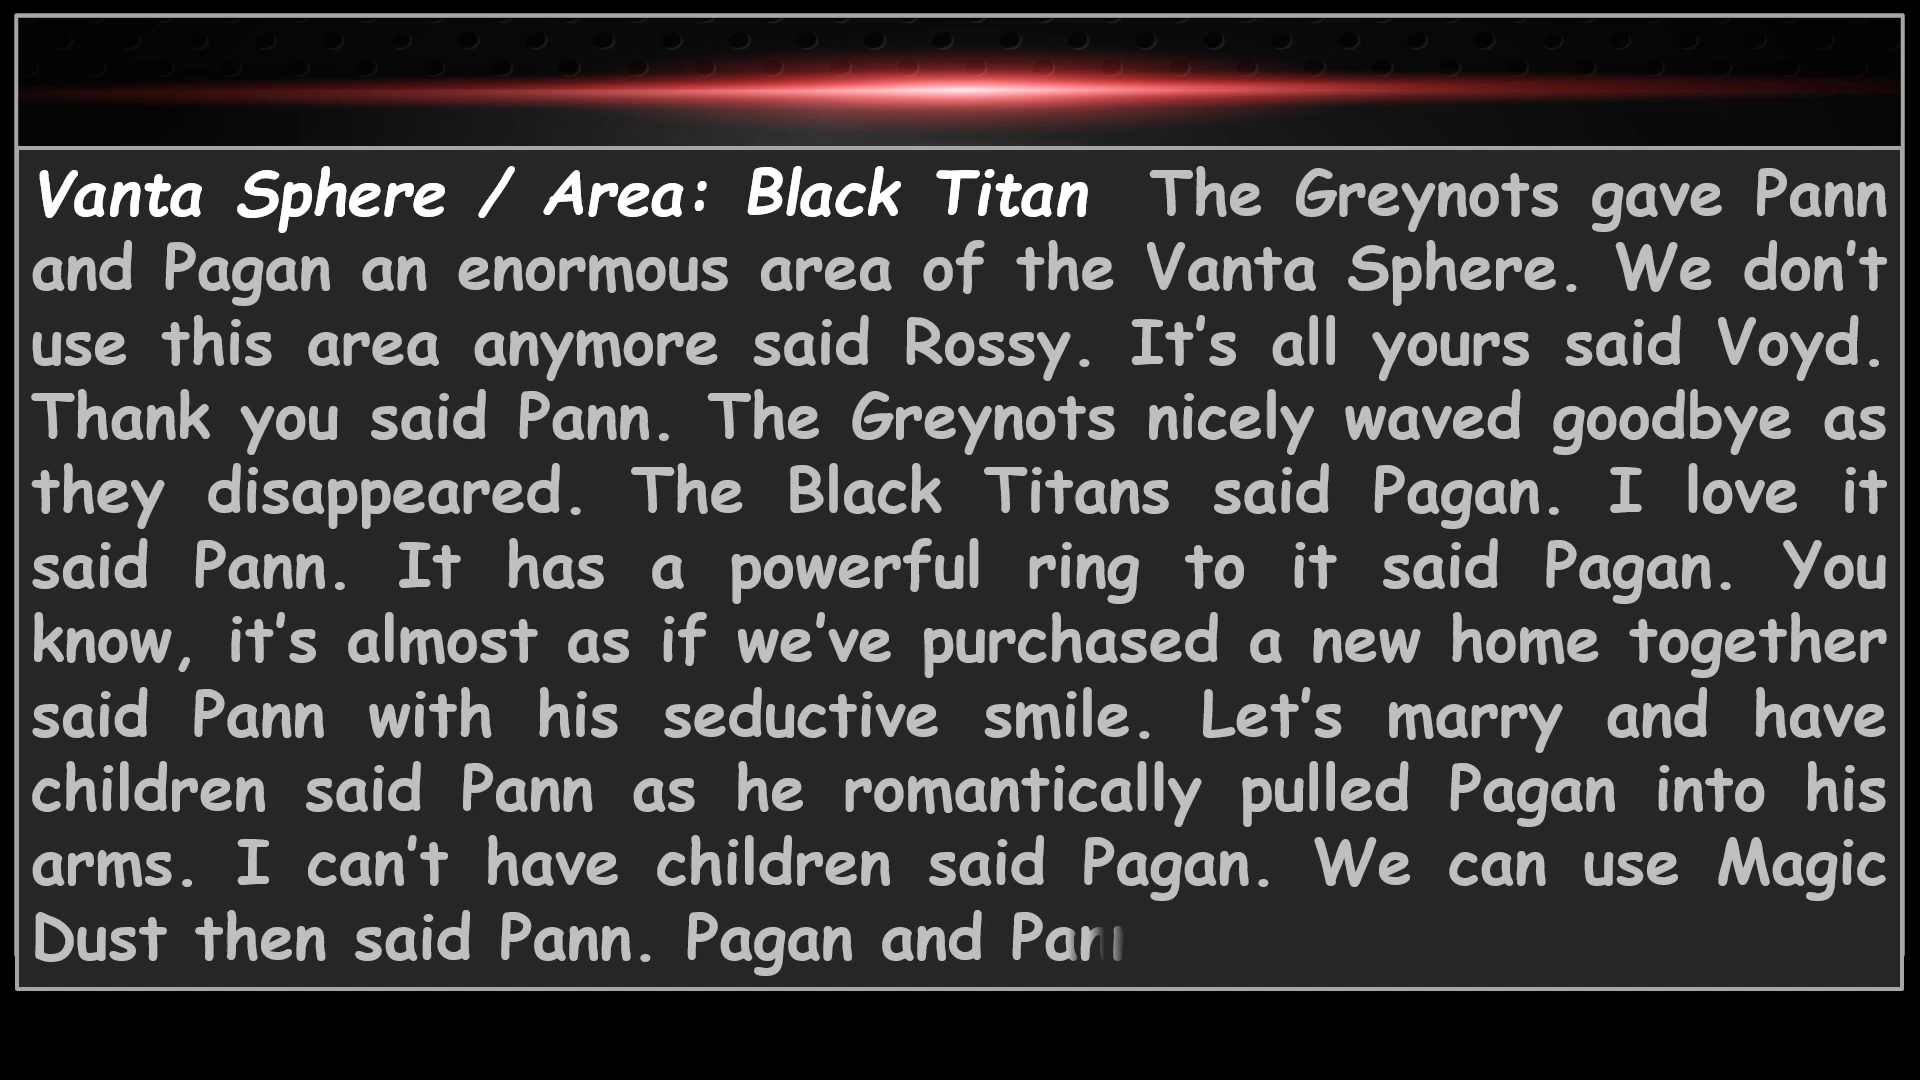 Vanta Sphere / Area: Black Titan The Greynots gave Pann
and Pagan an enormous area of the Vanta Sphere. We don't
use this area anymore said Rossy. It's all yours said Voyd.
Thank you said Pann. The Greynots nicely waved goodbye as
they disappeared. The Black Titans said Pagan. I love it
said Pann. It has a powerful ring to it said Pagan. You
know, it's almost as if we've purchased a new home together
said Pann with his seductive smile. Let's marry and have
children said Pann as he romantically pulled Pagan into his
arms. I can't have children said Pagan. We can use Magic
Dust then said Pann. Pagan and